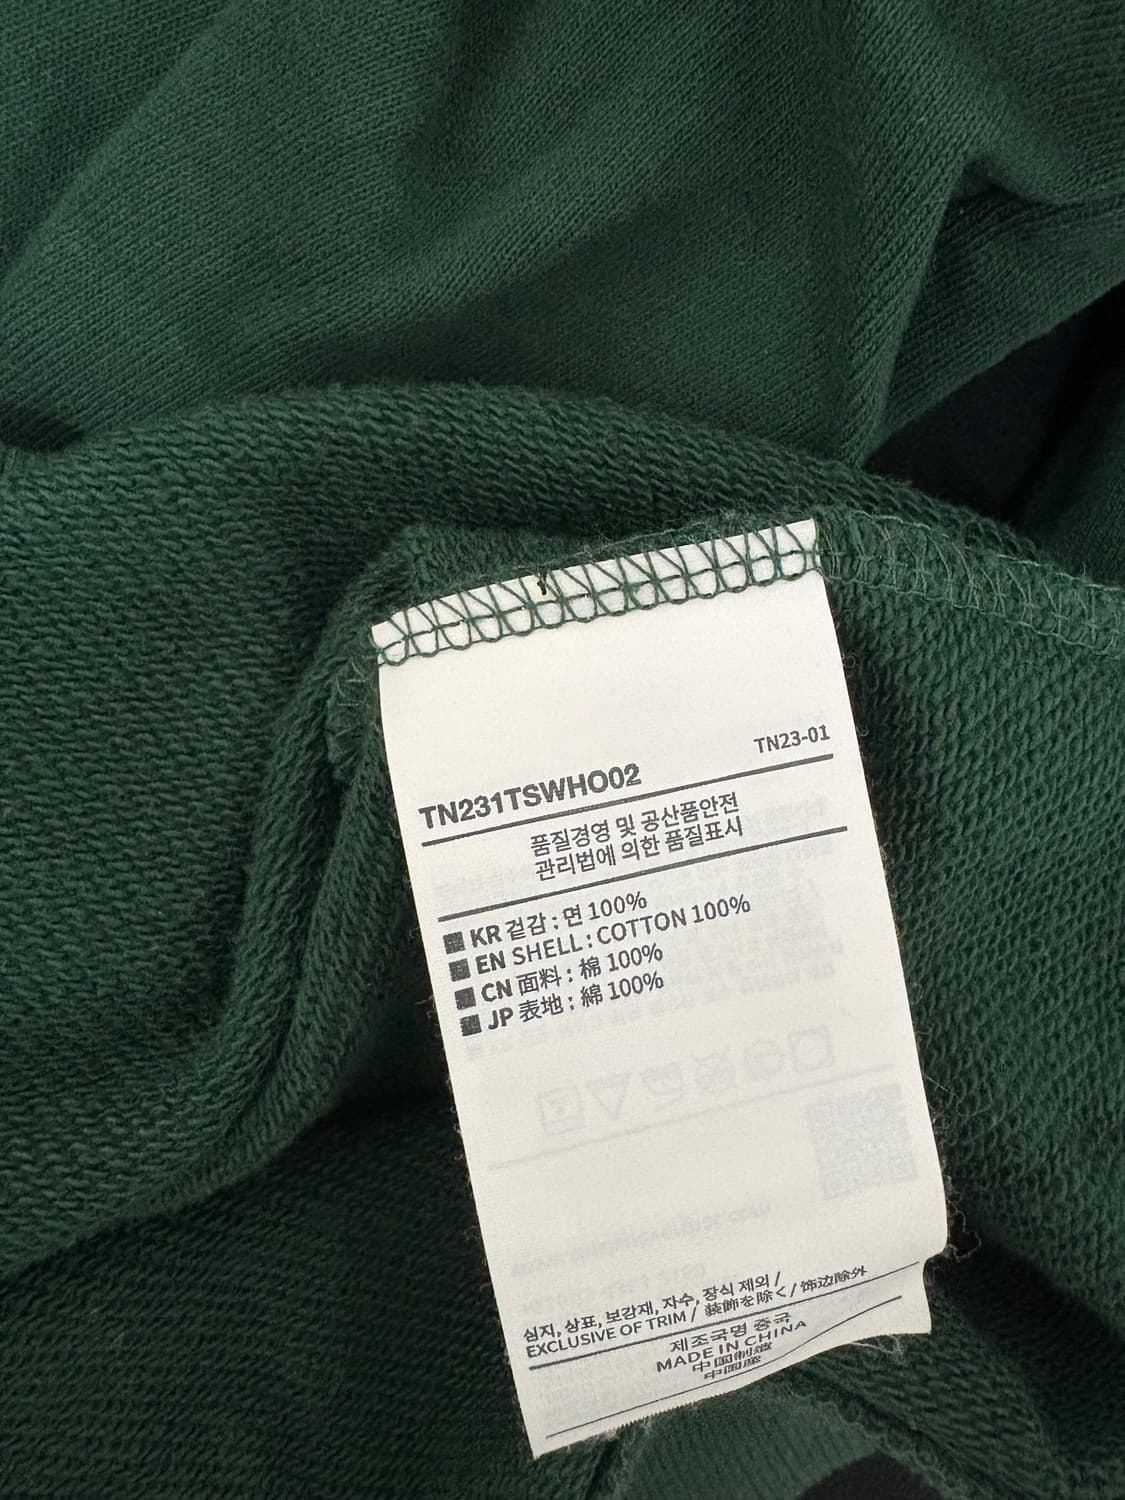 TN23-01
TN231TSWHO02
품질경영 및 공산품안전
관리법에 의한 품질표시
KR 겉감 : 면 100%
EN SHELL : COTTON 100%
CN 面料 : 棉 100%
JP 表地 : 綿 100%
심지, 상표, 보강재, 자수, 장식 제외 /
EXCLUSIVE OF TRIM / 装飾を除く / 饰边除外
제조국명 중국
MADE IN CHINA
中国制造
中国産